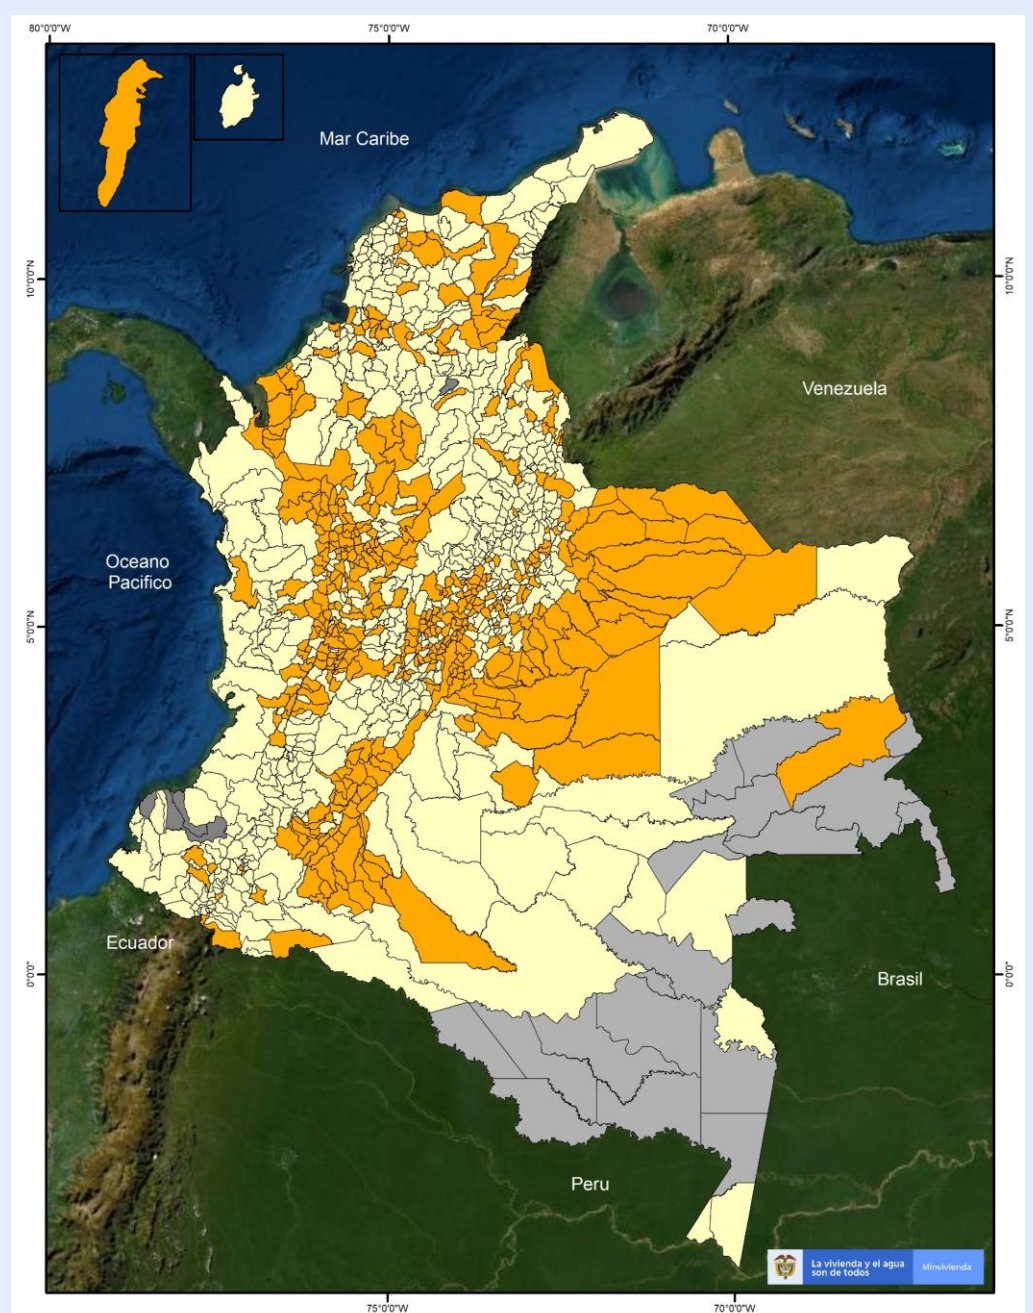 80°0'0"W
75°0'0"W
70°0'0"W
Mar Caribe
10°0'0"N
10°0'0"N
Venezuela
Oceano
Pacifico
5°0'0"N
5°0'0"N
Ecuador
0°0'0"
0°0'0"
Brasil
Peru
La vivienda y el agua
son de todos
Minvivienda
75°0'0"W
70°0'0"W